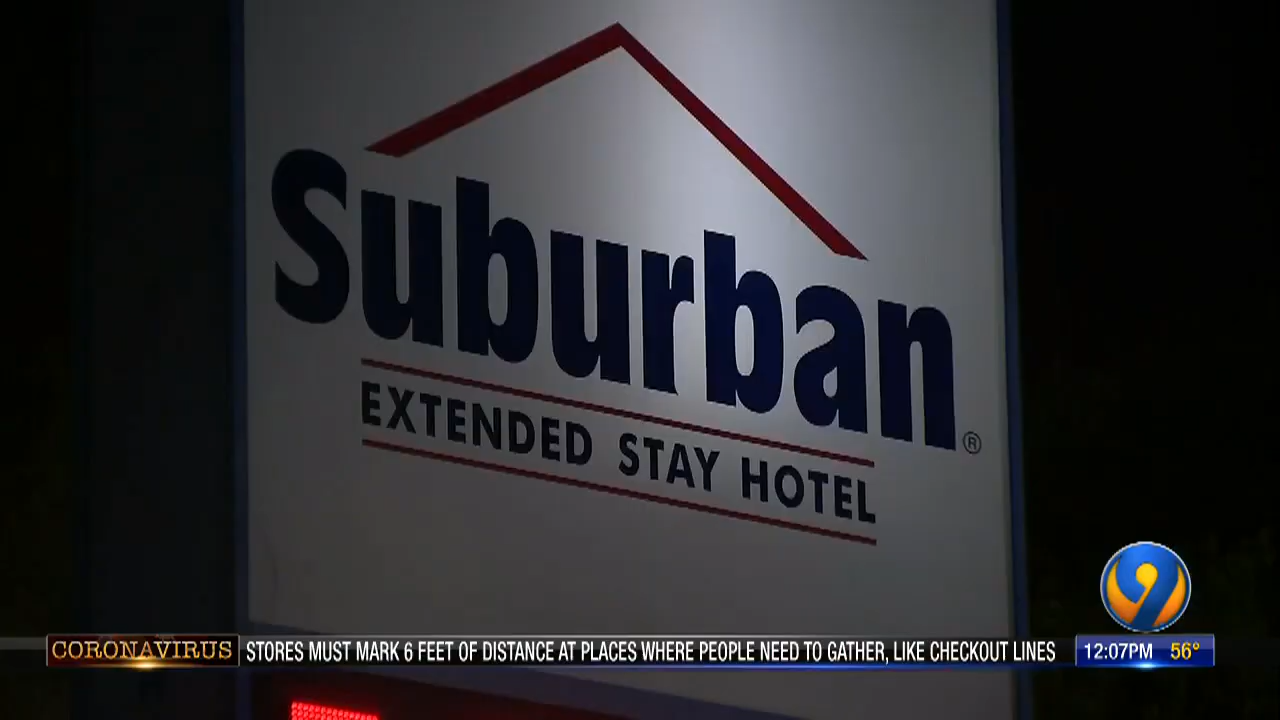 Suburban
®
EXTENDED STAY HOTEL
9
CORONAVIRUS STORES MUST MARK 6 FEET OF DISTANCE AT PLACES WHERE PEOPLE NEED TO GATHER, LIKE CHECKOUT LINES 12:07PM 56°